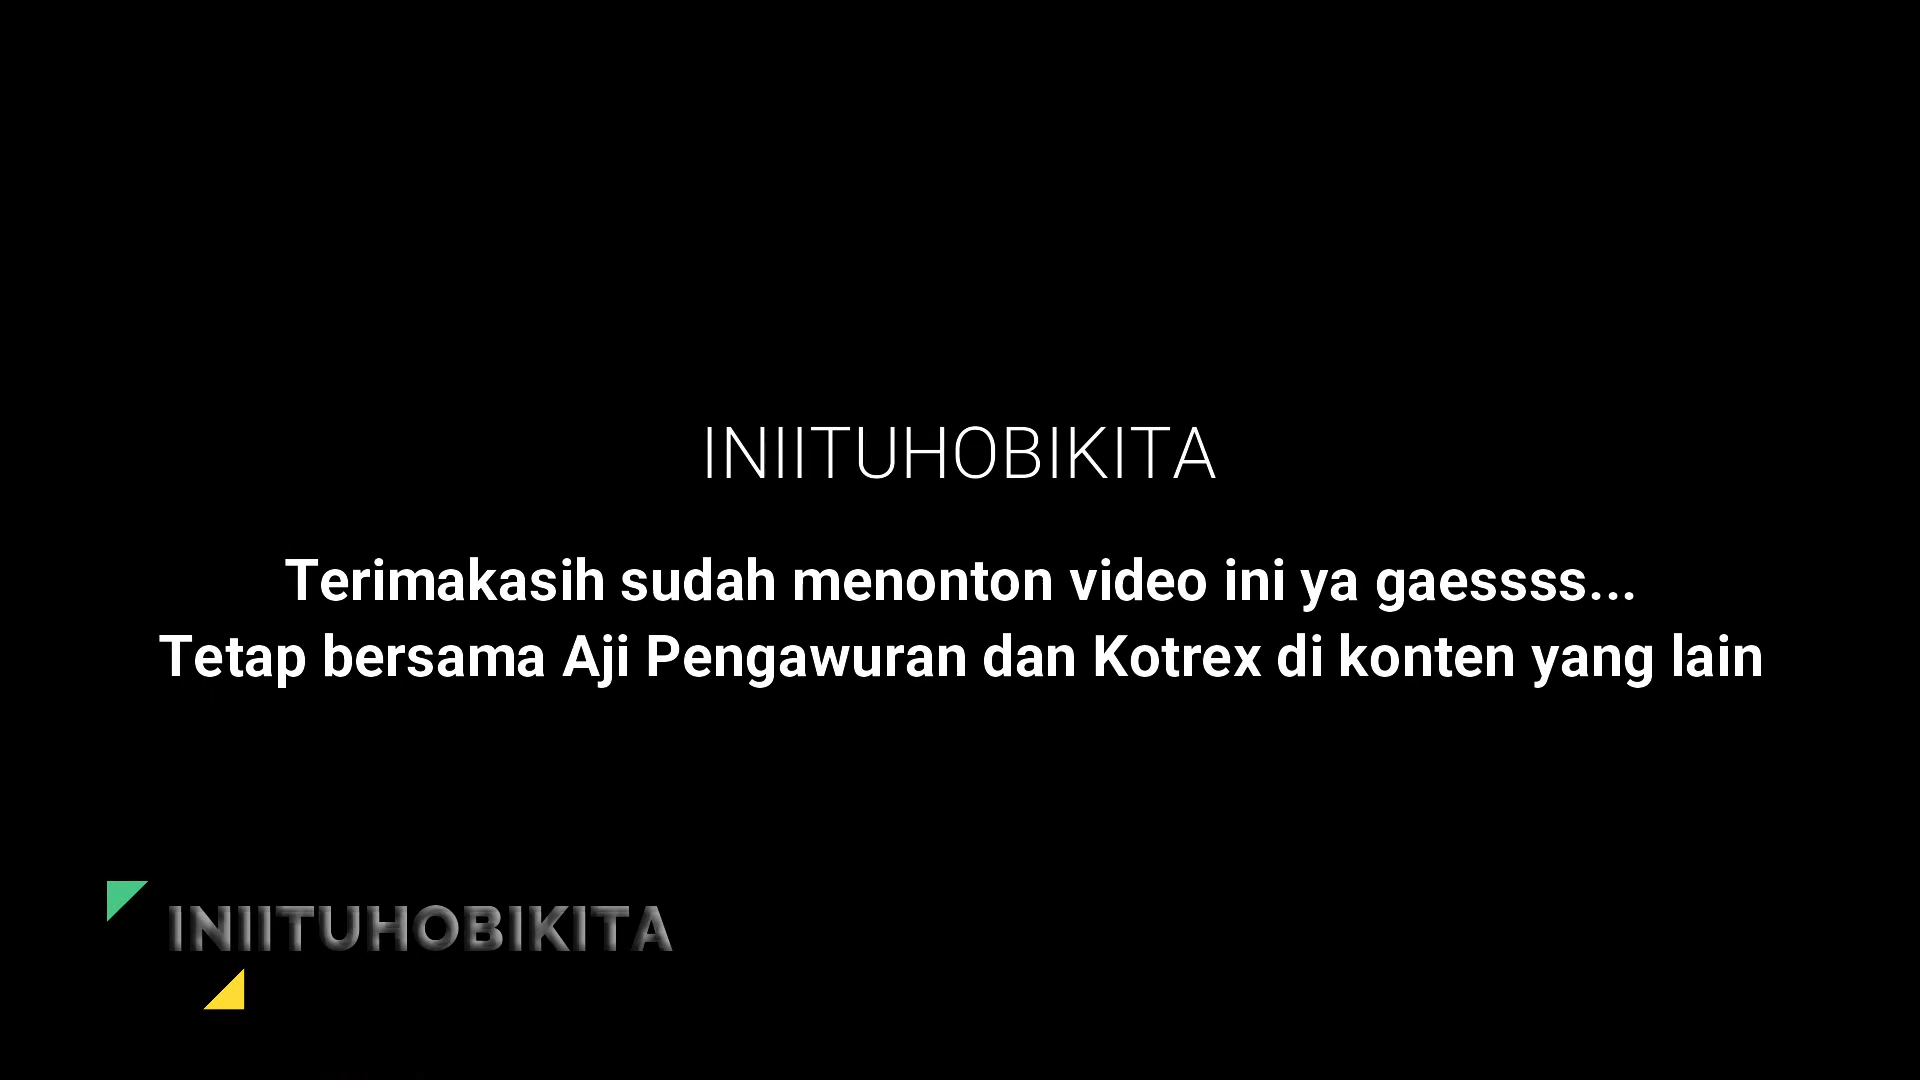 INIITUHOBIKITA
Terimakasih sudah menonton video ini ya gaessss...
Tetap bersama Aji Pengawuran dan Kotrex di konten yang lain
INIITUHOBIKITA